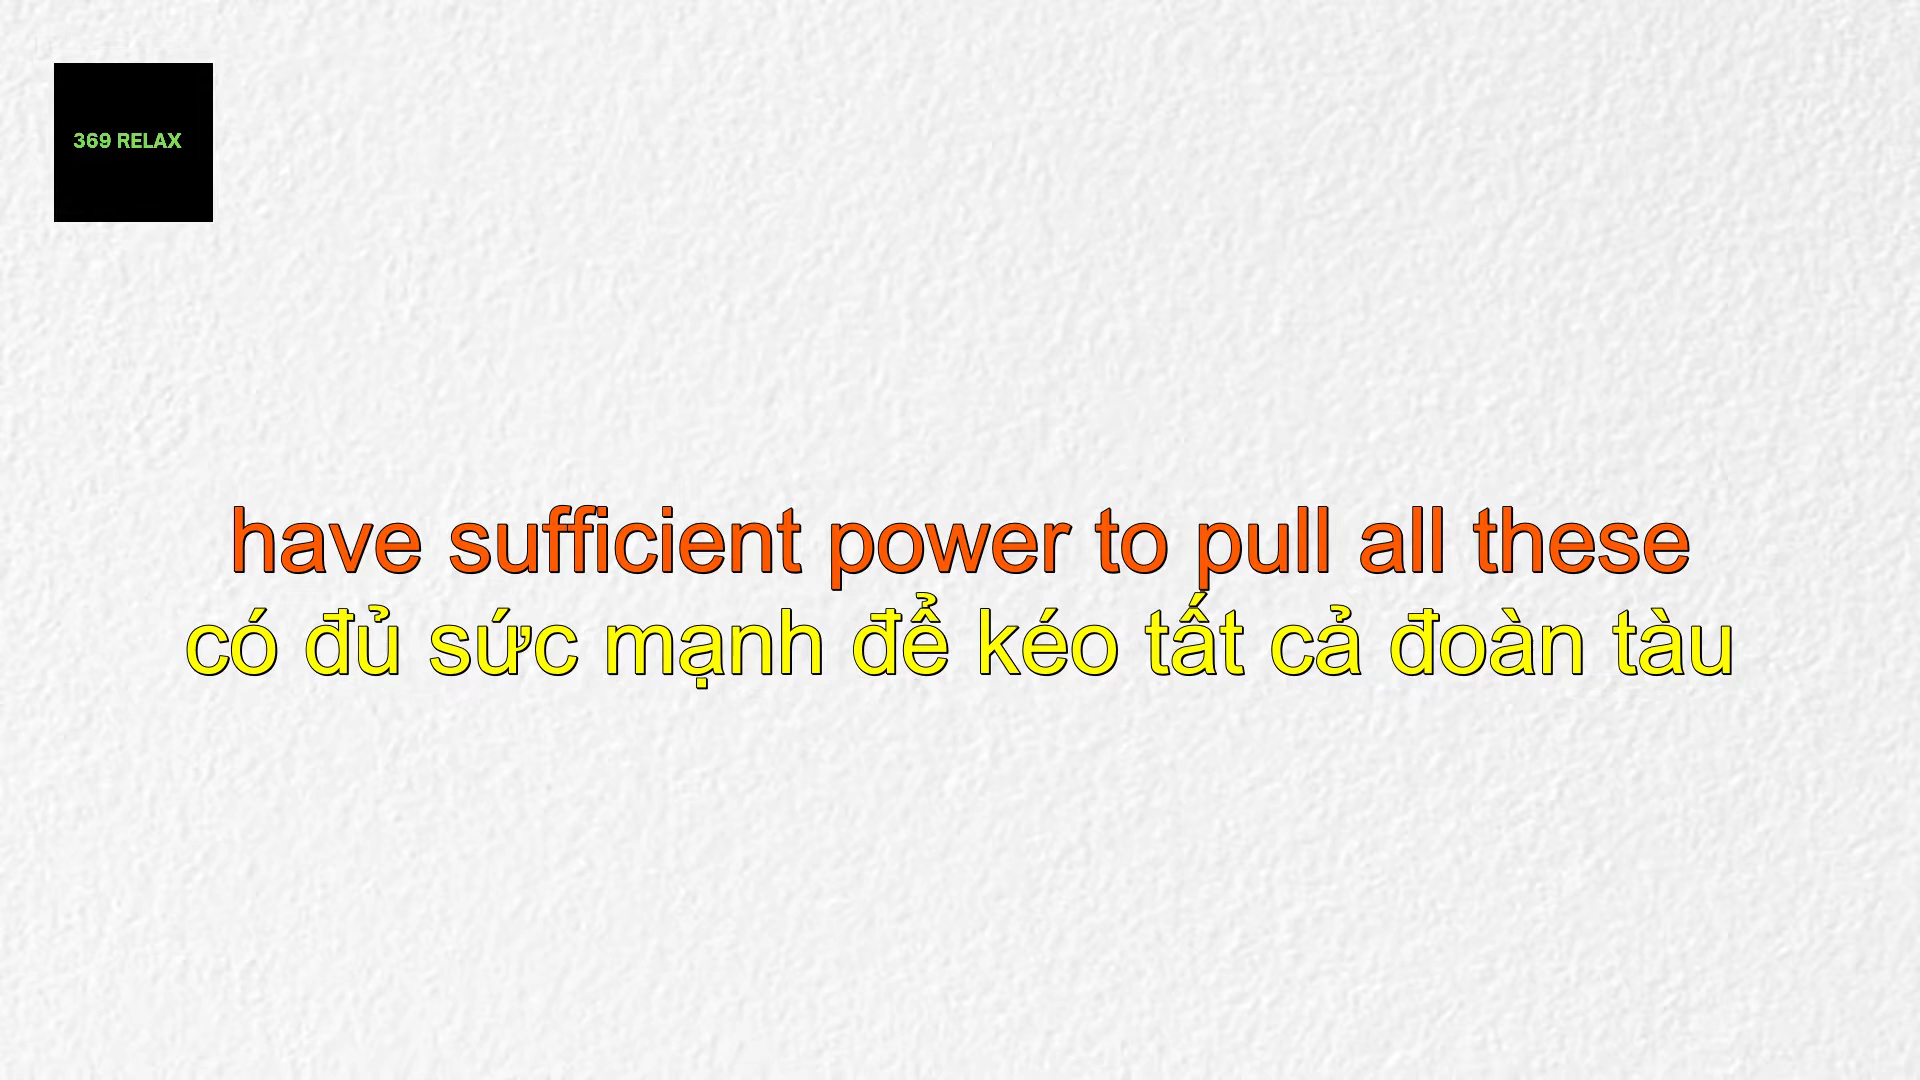 369 RELAX
have sufficient power to pull all these
có đủ sức mạnh để kéo tất cả đoàn tàu